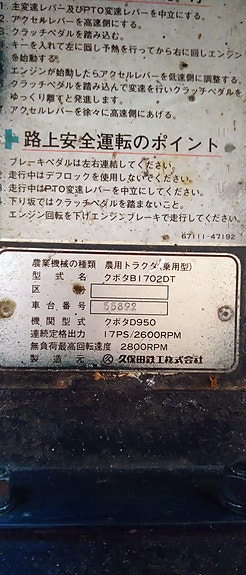 1. 主変速レバー及びPTO変速レバーを中立にする。
アクセルレバーを高速側にする。
クラッチペダルを踏み込む。
キーを入れて左に回し予熱を行ってから右に回しエンジン
を始動する。
エンジンが始動したらアクセルレバーを低速側に調整する。
クラッチペダルを踏込んで変速を行いクラッチペダルを
ゆっくり離すと発進します。
アクセルレバーを徐々に高速側にあげる。
路上安全運転のポイント
ブレーキペダルは左右連結してください。
走行中はデフロックを使用しないでください。
3. 走行中はPTO変速レバーを中立にしてください。
下り坂ではクラッチペダルを踏まないこと。
エンジン回転を下げエンジンブレーキで走行してください。
67111-47192
農業機械の種類 農用トラクタ(乗用型)
型式名 クボタB1702DT
区
車台番号 55899
機関型式 クボタD950
連続定格出力 17PS/2600RPM
無負荷最高回転速度 2800RPM
製造元 久保田鉄工株式会社